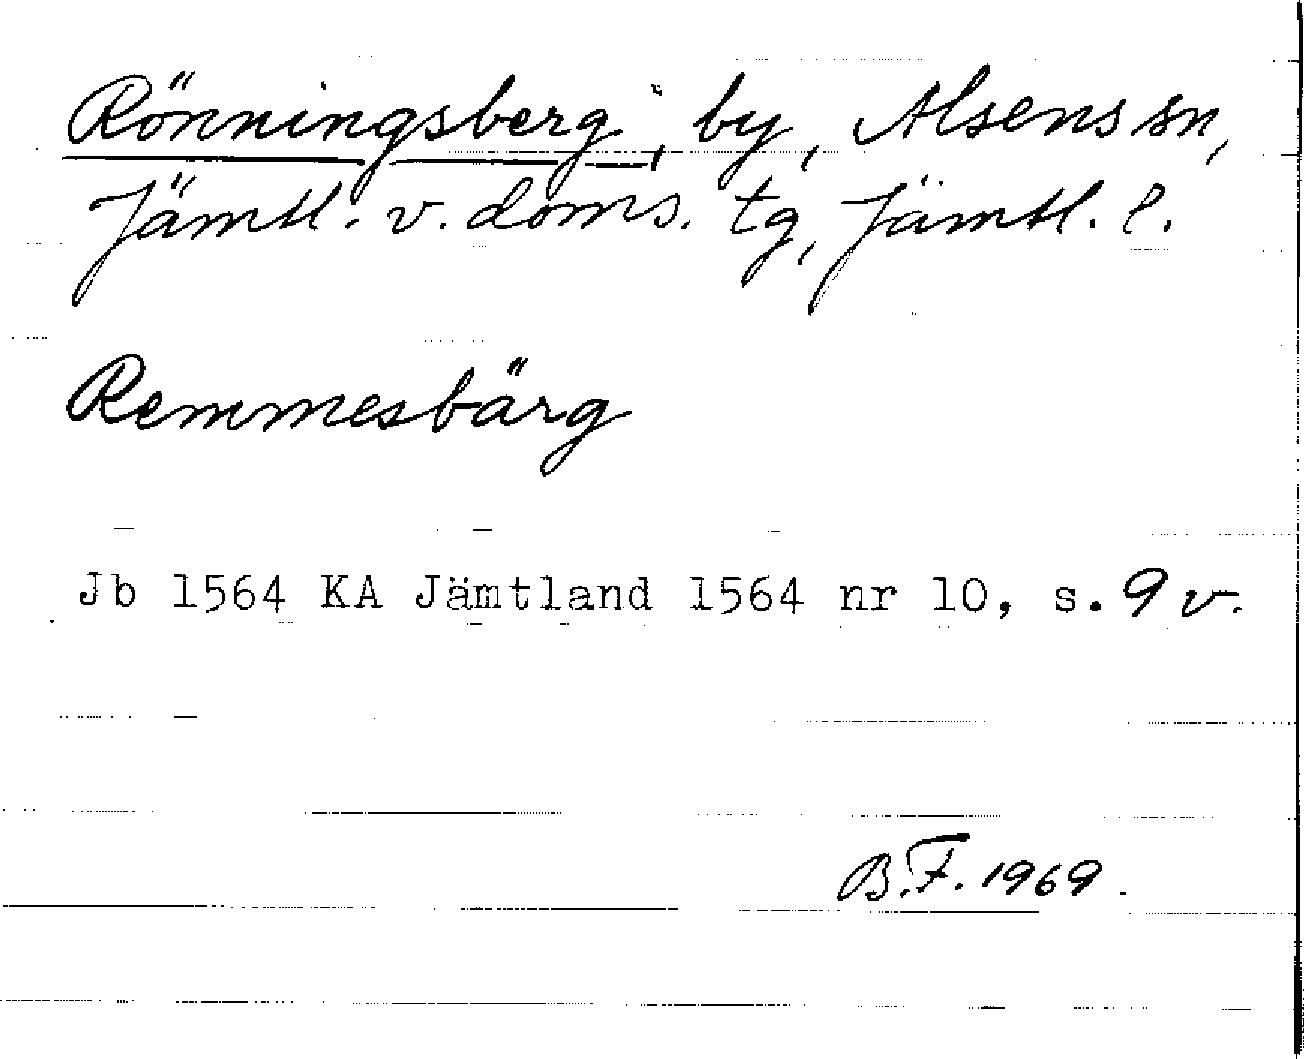 Rönningsberg, by, Alsens sn,
Jämtl. v. doms. tg, Jämtl. l.
Remmesbärg
Jb 1564 KA Jämtland 1564 nr 10, s. 9 v.
B.F. 1969.